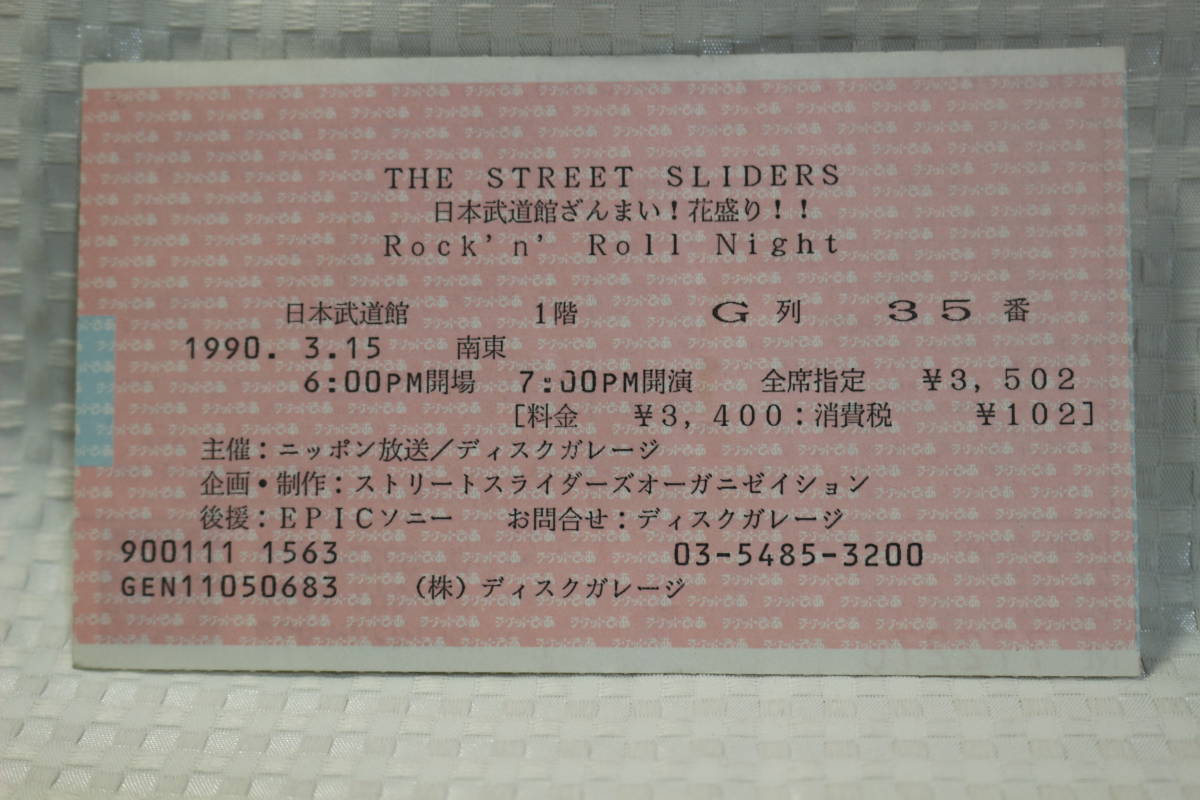 THE STREET SLIDERS
日本武道館ざんまい!花盛り!!
Rock'n' Roll Night
日本武道館 1階 G列 35番
1990. 3.15 南東
6:00PM開場 7:00PM開演 全席指定 ¥3,502
[料金 ¥3,400:消費税 ¥102]
主催:ニッポン放送/ディスクガレージ
企画・制作:ストリートスライダーズオーガニゼイション
後援:EPICソニー お問合せ:ディスクガレージ
900111 1563 03-5485-3200
GEN11050683 (株)ディスクガレージ